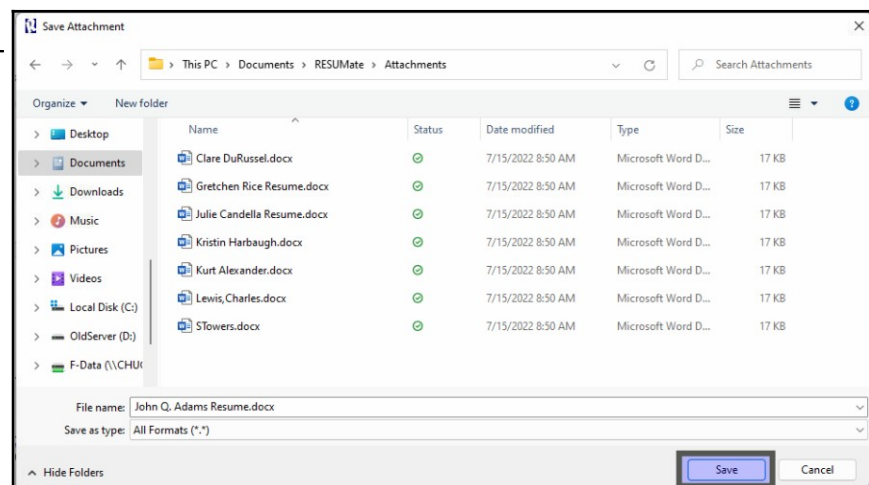 Save Attachment
This PC > Documents > RESUMate > Attachments
Search Attachments
Organize
New folder
Name Status Date modified Type Size
Desktop
Documents
Downloads
Music
Pictures
Videos
Local Disk (C:)
OldServer (D:)
F-Data (\\CHU
Clare DuRussel.docx 7/15/2022 8:50 AM Microsoft Word D... 17 KB
Gretchen Rice Resume.docx 7/15/2022 8:50 AM Microsoft Word D... 17 KB
Julie Candella Resume.docx 7/15/2022 8:50 AM Microsoft Word D... 17 KB
Kristin Harbaugh.docx 7/15/2022 8:50 AM Microsoft Word D... 17 KB
Kurt Alexander.docx 7/15/2022 8:50 AM Microsoft Word D... 17 KB
Lewis,Charles.docx 7/15/2022 8:50 AM Microsoft Word D... 17 KB
STowers.docx 7/15/2022 8:50 AM Microsoft Word D... 17 KB
File name: John Q. Adams Resume.docx
Save as type: All Formats (*.*)
Hide Folders
Save
Cancel